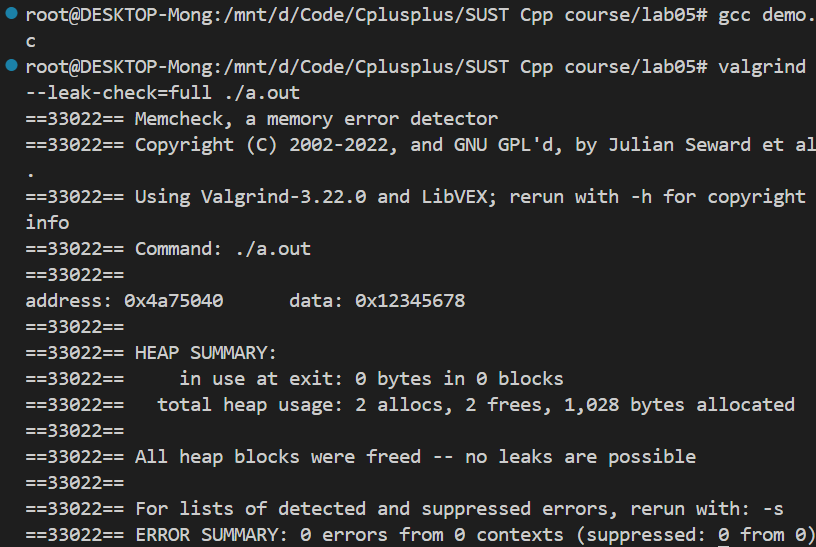 root@DESKTOP-Mong:/mnt/d/Code/Cplusplus/SUST Cpp course/lab05# gcc demo.
c
root@DESKTOP-Mong:/mnt/d/Code/Cplusplus/SUST Cpp course/lab05# valgrind
--leak-check=full ./a.out
==33022== Memcheck, a memory error detector
==33022== Copyright (C) 2002-2022, and GNU GPL'd, by Julian Seward et al
.
==33022== Using Valgrind-3.22.0 and LibVEX; rerun with -h for copyright
info
==33022== Command: ./a.out
==33022==
address: 0x4a75040      data: 0x12345678
==33022==
==33022== HEAP SUMMARY:
==33022==     in use at exit: 0 bytes in 0 blocks
==33022==   total heap usage: 2 allocs, 2 frees, 1,028 bytes allocated
==33022==
==33022== All heap blocks were freed -- no leaks are possible
==33022==
==33022== For lists of detected and suppressed errors, rerun with: -s
==33022== ERROR SUMMARY: 0 errors from 0 contexts (suppressed: 0 from 0)